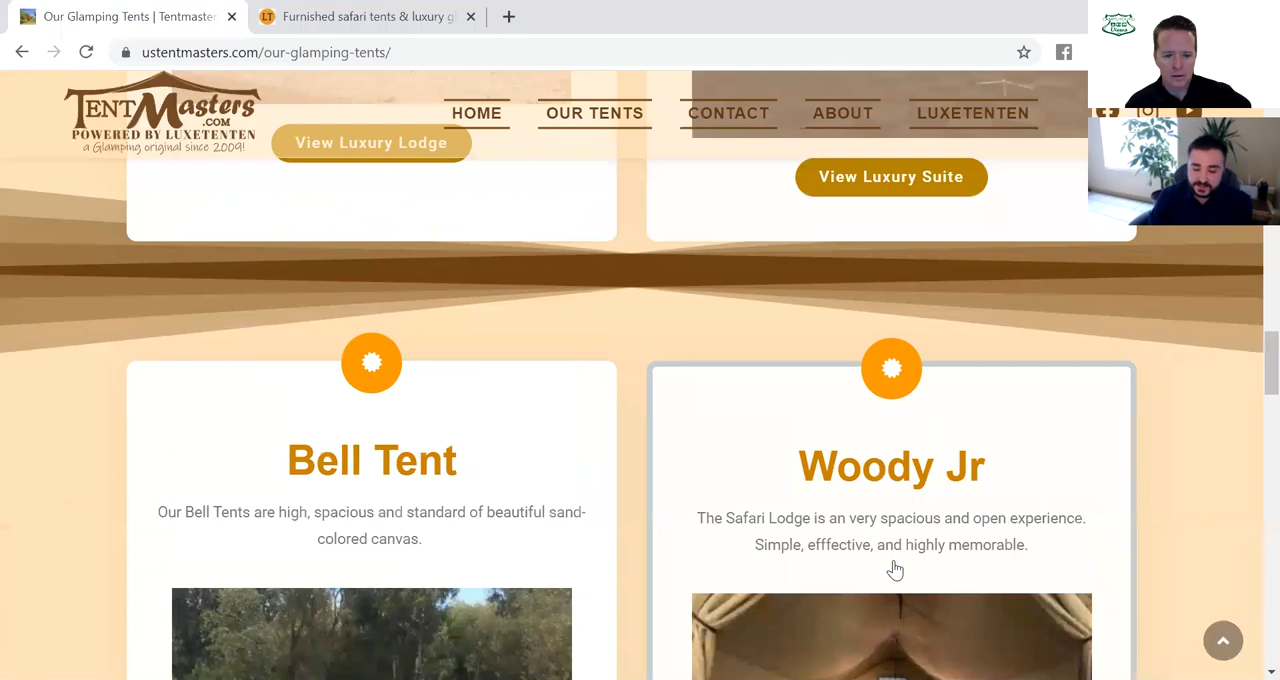 Our Glamping Tents | Tentmaster
Furnished safari tents & luxury gl
ustentmasters.com/our-glamping-tents/
TENTMasters
.COM
POWERED BY LUXETENTEN
a Glamping original since 2009!
HOME
OUR TENTS
CONTACT
ABOUT
LUXETENTEN
View Luxury Lodge
View Luxury Suite
Bell Tent
Our Bell Tents are high, spacious and standard of beautiful sand-
colored canvas.
Woody Jr
The Safari Lodge is an very spacious and open experience.
Simple, efffective, and highly memorable.